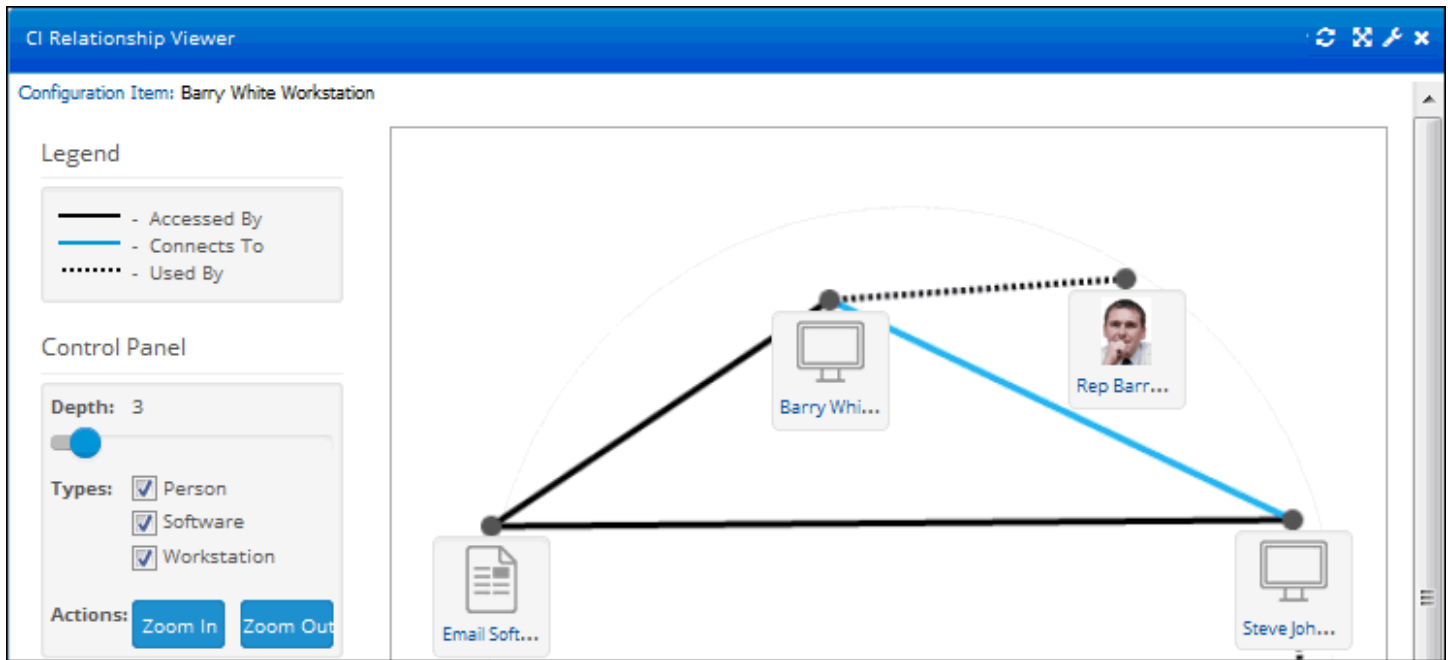 CI Relationship Viewer
Configuration Item: Barry White Workstation
Legend
- Accessed By
- Connects To
- Used By
Control Panel
Depth: 3
Types: Person
Software
Workstation
Actions: Zoom In Zoom Out
Rep Barr...
Barry Whi...
Email Soft...
Steve Joh...